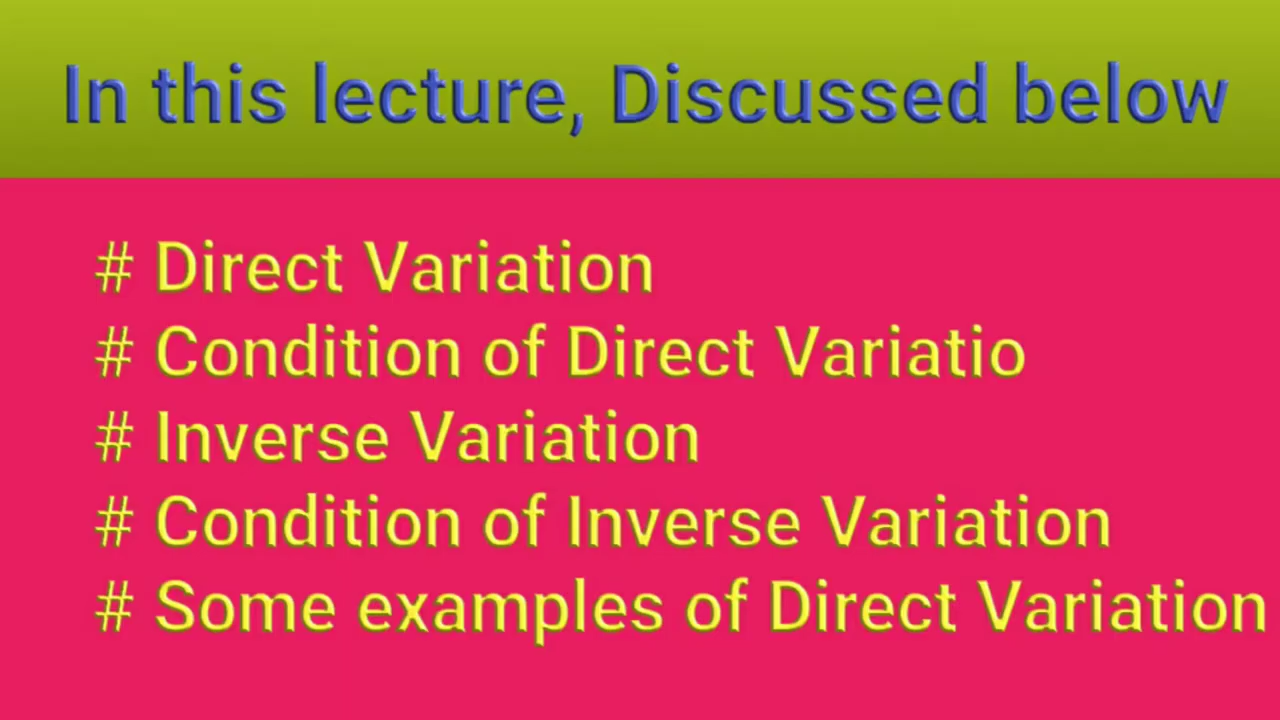 In this lecture, Discussed below
# Direct Variation
# Condition of Direct Variatio
# Inverse Variation
# Condition of Inverse Variation
# Some examples of Direct Variation